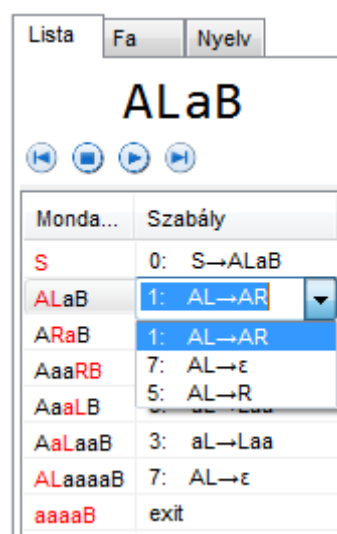 Lista Fa Nyelv
ALaB
Monda... Szabály
S 0: S→ALaB
ALaB 1: AL→AR
ARaB 1: AL→AR
AaaRB 7: AL→ε
AaaLB 5: AL→R
AaLaaB 3: aL→Laa
ALaaaaB 7: AL→ε
aaaaB exit